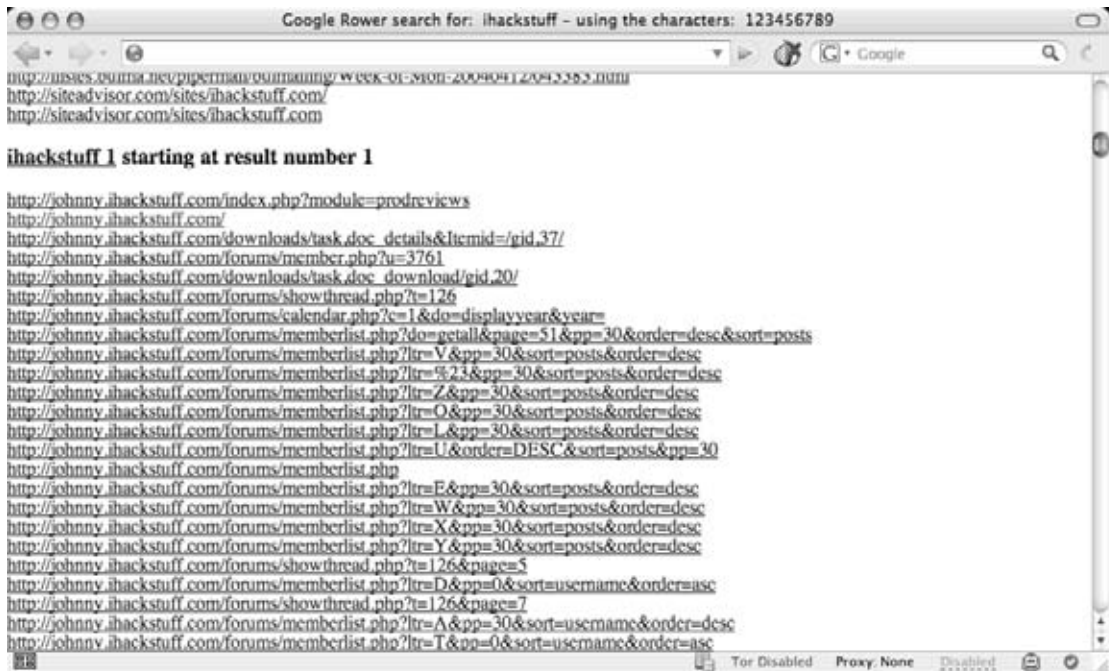 Google Rower search for: ihackstuff – using the characters: 123456789
G Google
http://siteadvisor.com/sites/ihackstuff.com/
http://siteadvisor.com/sites/ihackstuff.com
ihackstuff 1 starting at result number 1
http://johnny.ihackstuff.com/index.php?module=prodreviews
http://johnny.ihackstuff.com/
http://johnny.ihackstuff.com/downloads/task,doc_details&Itemid=/gid,37/
http://johnny.ihackstuff.com/forums/member.php?u=3761
http://johnny.ihackstuff.com/downloads/task,doc_download/gid,20/
http://johnny.ihackstuff.com/forums/showthread.php?t=126
http://johnny.ihackstuff.com/forums/calendar.php?c=1&do=displayyear&year=
http://johnny.ihackstuff.com/forums/memberlist.php?do=getall&page=51&pp=30&order=desc&sort=posts
http://johnny.ihackstuff.com/forums/memberlist.php?ltr=V&pp=30&sort=posts&order=desc
http://johnny.ihackstuff.com/forums/memberlist.php?ltr=%23&pp=30&sort=posts&order=desc
http://johnny.ihackstuff.com/forums/memberlist.php?ltr=Z&pp=30&sort=posts&order=desc
http://johnny.ihackstuff.com/forums/memberlist.php?ltr=O&pp=30&sort=posts&order=desc
http://johnny.ihackstuff.com/forums/memberlist.php?ltr=L&pp=30&sort=posts&order=desc
http://johnny.ihackstuff.com/forums/memberlist.php?ltr=U&order=DESC&sort=posts&pp=30
http://johnny.ihackstuff.com/forums/memberlist.php
http://johnny.ihackstuff.com/forums/memberlist.php?ltr=E&pp=30&sort=posts&order=desc
http://johnny.ihackstuff.com/forums/memberlist.php?ltr=W&pp=30&sort=posts&order=desc
http://johnny.ihackstuff.com/forums/memberlist.php?ltr=X&pp=30&sort=posts&order=desc
http://johnny.ihackstuff.com/forums/memberlist.php?ltr=Y&pp=30&sort=posts&order=desc
http://johnny.ihackstuff.com/forums/showthread.php?t=126&page=5
http://johnny.ihackstuff.com/forums/memberlist.php?ltr=D&pp=0&sort=username&order=asc
http://johnny.ihackstuff.com/forums/showthread.php?t=126&page=7
http://johnny.ihackstuff.com/forums/memberlist.php?ltr=A&pp=30&sort=username&order=desc
http://johnny.ihackstuff.com/forums/memberlist.php?ltr=T&pp=0&sort=username&order=asc
Tor Disabled Proxy: None Disabled